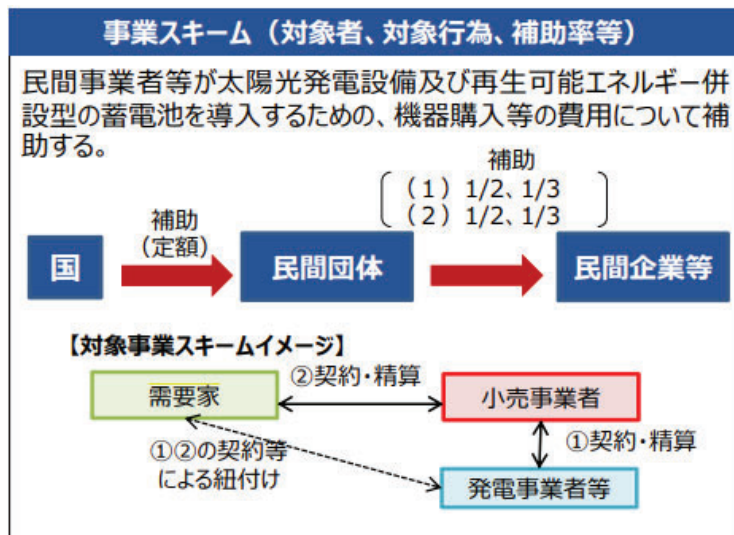 事業スキーム（対象者、対象行為、補助率等）
民間事業者等が太陽光発電設備及び再生可能エネルギー併
設型の蓄電池を導入するための、機器購入等の費用について補
助する。
補助
（１）1/2、1/3
（２）1/2、1/3
補助
（定額）
国
民間団体
民間企業等
【対象事業スキームイメージ】
需要家
②契約・精算
小売事業者
①②の契約等
による紐付け
①契約・精算
発電事業者等